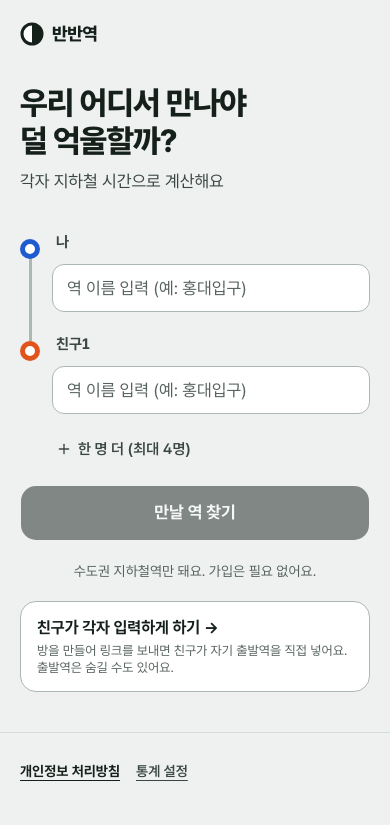 반반역
우리 어디서 만나야
덜 억울할까?
각자 지하철 시간으로 계산해요
나
역 이름 입력 (예: 홍대입구)
친구1
역 이름 입력 (예: 홍대입구)
+ 한 명 더 (최대 4명)
만날 역 찾기
수도권 지하철역만 돼요. 가입은 필요 없어요.
친구가 각자 입력하게 하기 →
방을 만들어 링크를 보내면 친구가 자기 출발역을 직접 넣어요.
출발역은 숨길 수도 있어요.
개인정보 처리방침 통계 설정